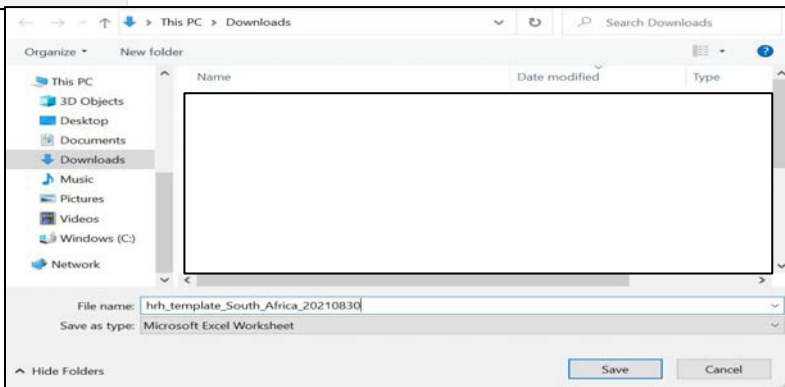 This PC > Downloads
Search Downloads
Organize
New folder
Name
Date modified
Type
This PC
3D Objects
Desktop
Documents
Downloads
Music
Pictures
Videos
Windows (C:)
Network
File name: hrh_template_South_Africa_20210830
Save as type: Microsoft Excel Worksheet
Hide Folders
Save
Cancel